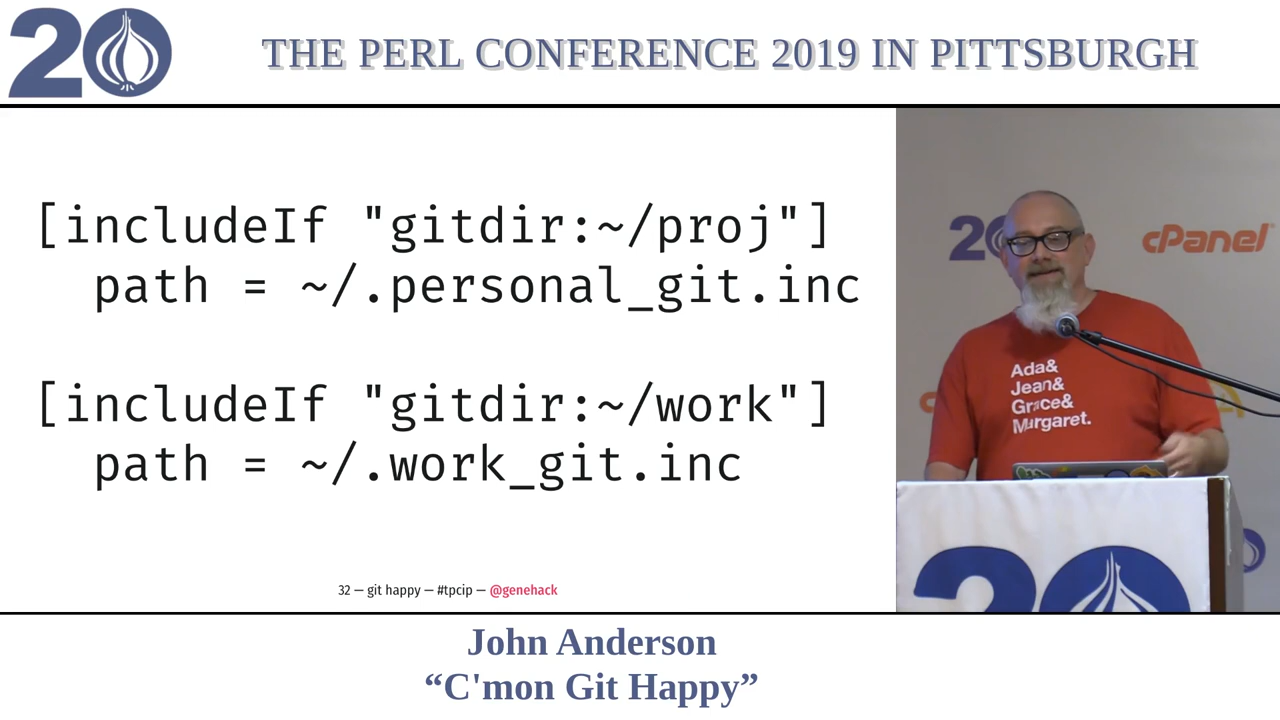 20
THE PERL CONFERENCE 2019 IN PITTSBURGH
[includeIf "gitdir:~/proj"]
path = ~/.personal_git.inc
[includeIf "gitdir:~/work"]
path = ~/.work_git.inc
32 — git happy — #tpcip — @genehack
20
cPanel
Ada&
Jean&
Grace&
Margaret.
20
John Anderson
“C'mon Git Happy”